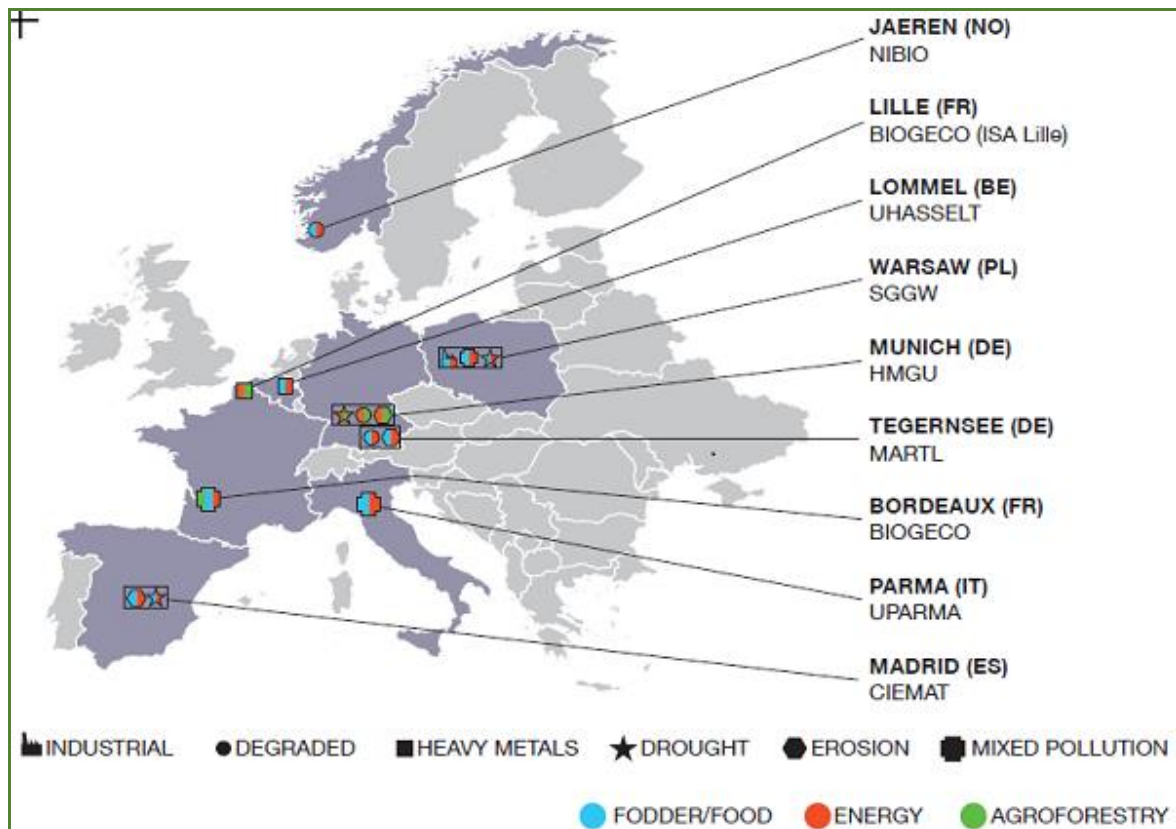 JAEREN (NO)
NIBIO
LILLE (FR)
BIOGECO (ISA Lille)
LOMMEL (BE)
UHASSELT
WARSAW (PL)
SGGW
MUNICH (DE)
HMGU
TEGERNSEE (DE)
MARTL
BORDEAUX (FR)
BIOGECO
PARMA (IT)
UPARMA
MADRID (ES)
CIEMAT
INDUSTRIAL DEGRADED HEAVY METALS DROUGHT EROSION MIXED POLLUTION
FODDER/FOOD ENERGY AGROFORESTRY